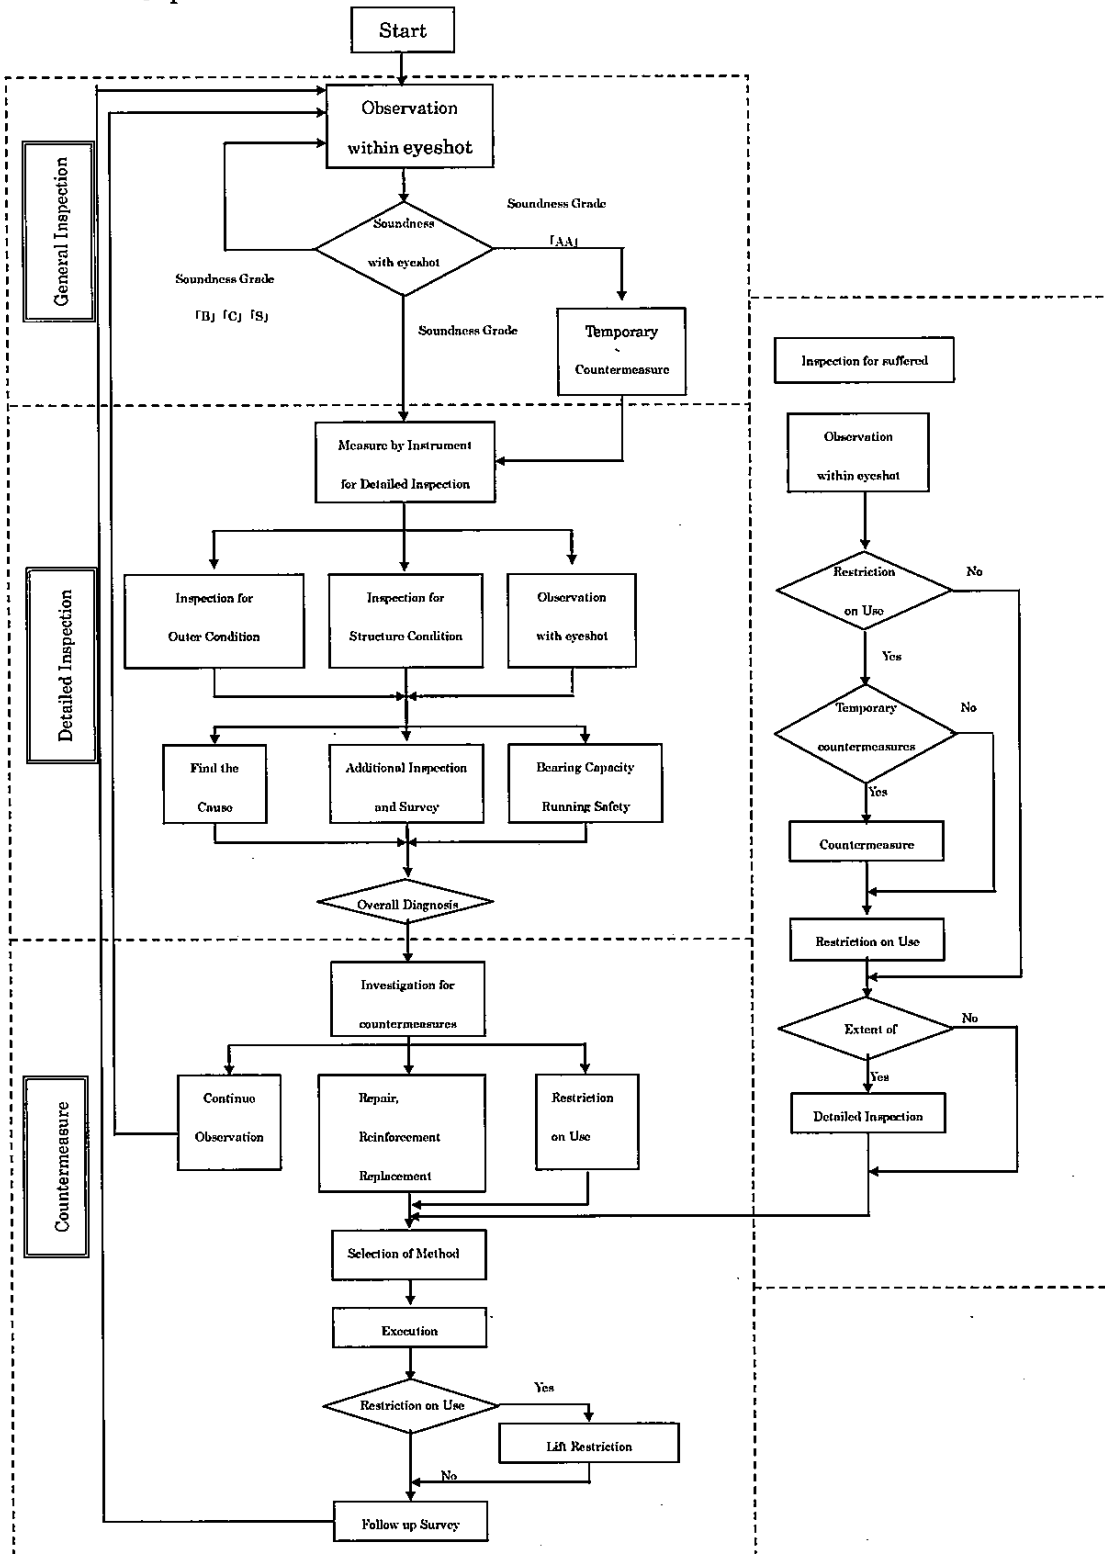 Start
Observation
within eyeshot
General Inspection
Soundness
with eyeshot
Soundness Grade
「AA」
Soundness Grade
「B」「C」「S」
Soundness Grade
Temporary
Countermeasure
Measure by Instrument
for Detailed Inspection
Detailed Inspection
Inspection for
Outer Condition
Inspection for
Structure Condition
Observation
with eyeshot
Find the
Cause
Additional Inspection
and Survey
Bearing Capacity
Running Safety
Overall Diagnosis
Countermeasure
Investigation for
countermeasures
Continue
Observation
Repair,
Reinforcement
Replacement
Restriction
on Use
Selection of Method
Execution
Restriction on Use
Yes
Lift Restriction
No
Follow up Survey
Inspection for suffered
Observation
within eyeshot
Restriction
on Use
No
Yes
Temporary
countermeasures
No
Yes
Countermeasure
Restriction on Use
Extent of
No
Yes
Detailed Inspection